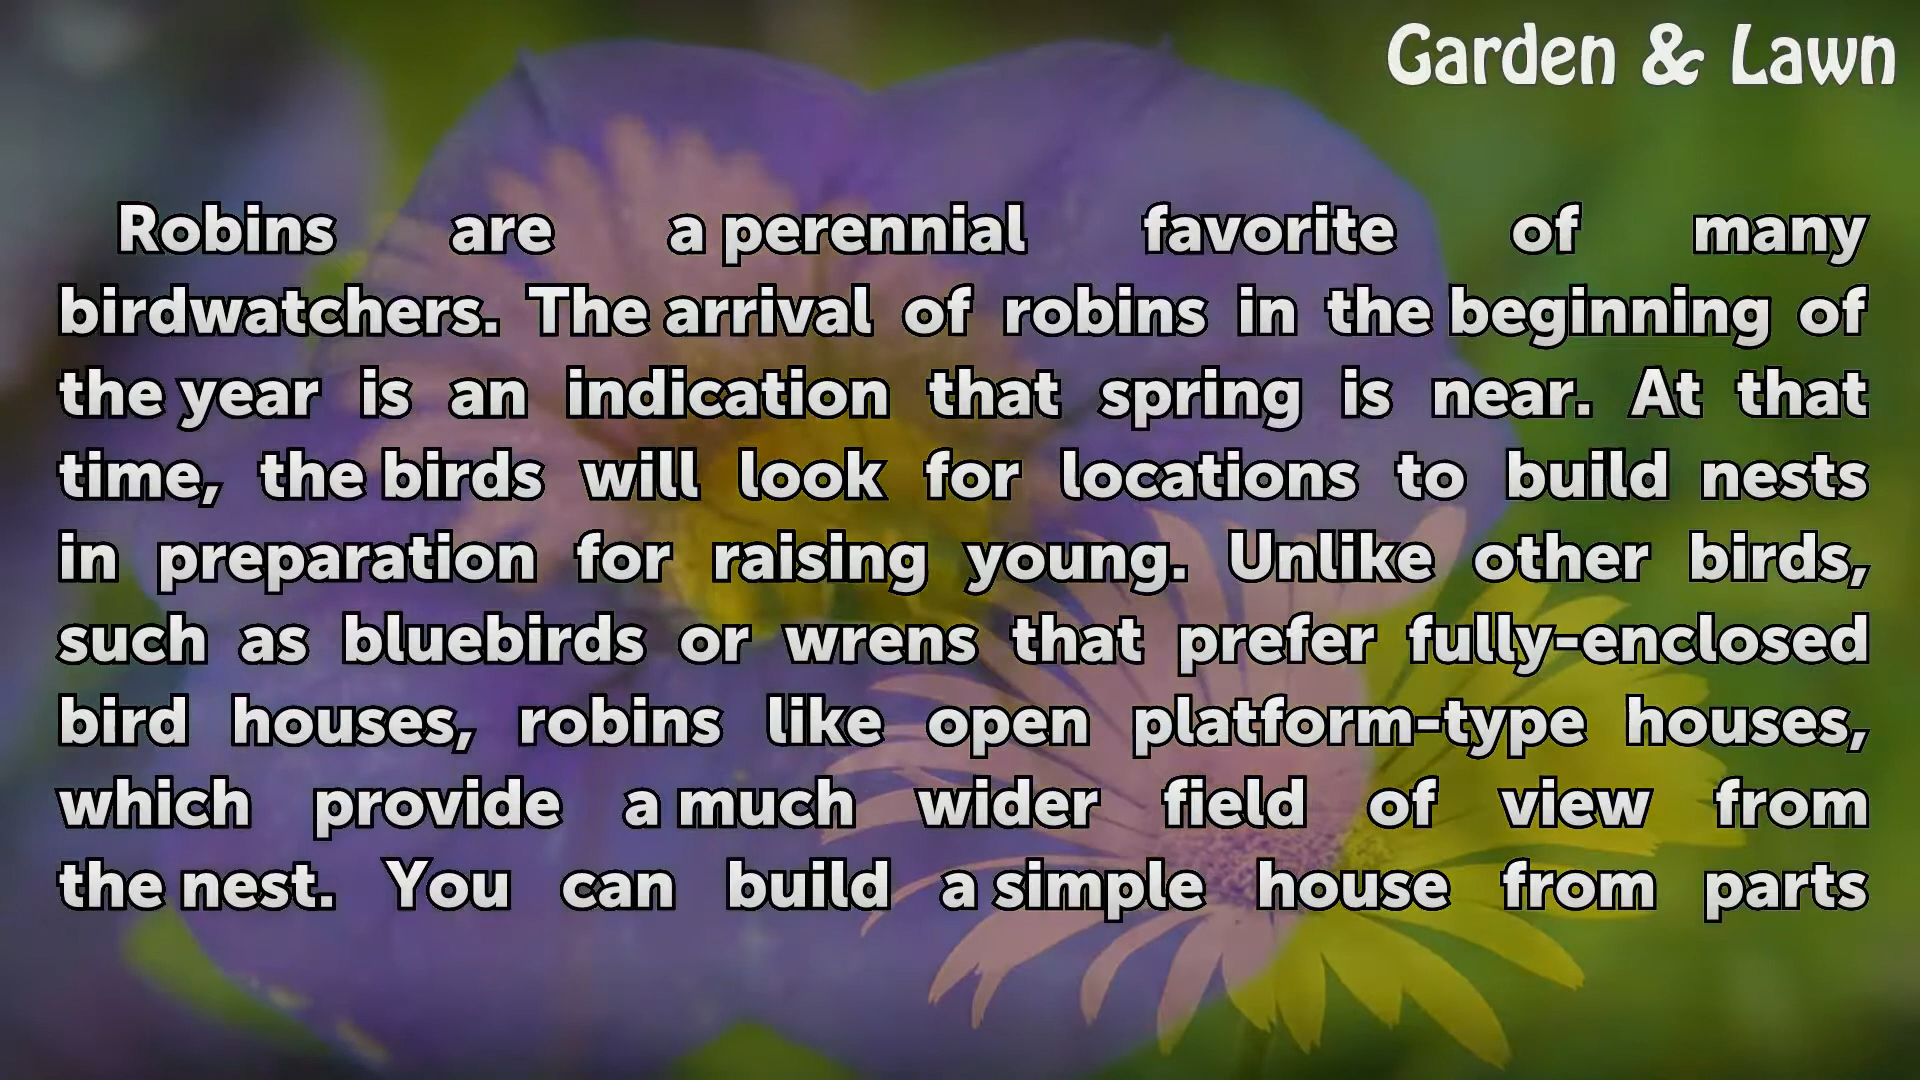 Garden & Lawn
Robins are a perennial favorite of many
birdwatchers. The arrival of robins in the beginning of
the year is an indication that spring is near. At that
time, the birds will look for locations to build nests
in preparation for raising young. Unlike other birds,
such as bluebirds or wrens that prefer fully-enclosed
bird houses, robins like open platform-type houses,
which provide a much wider field of view from
the nest. You can build a simple house from parts